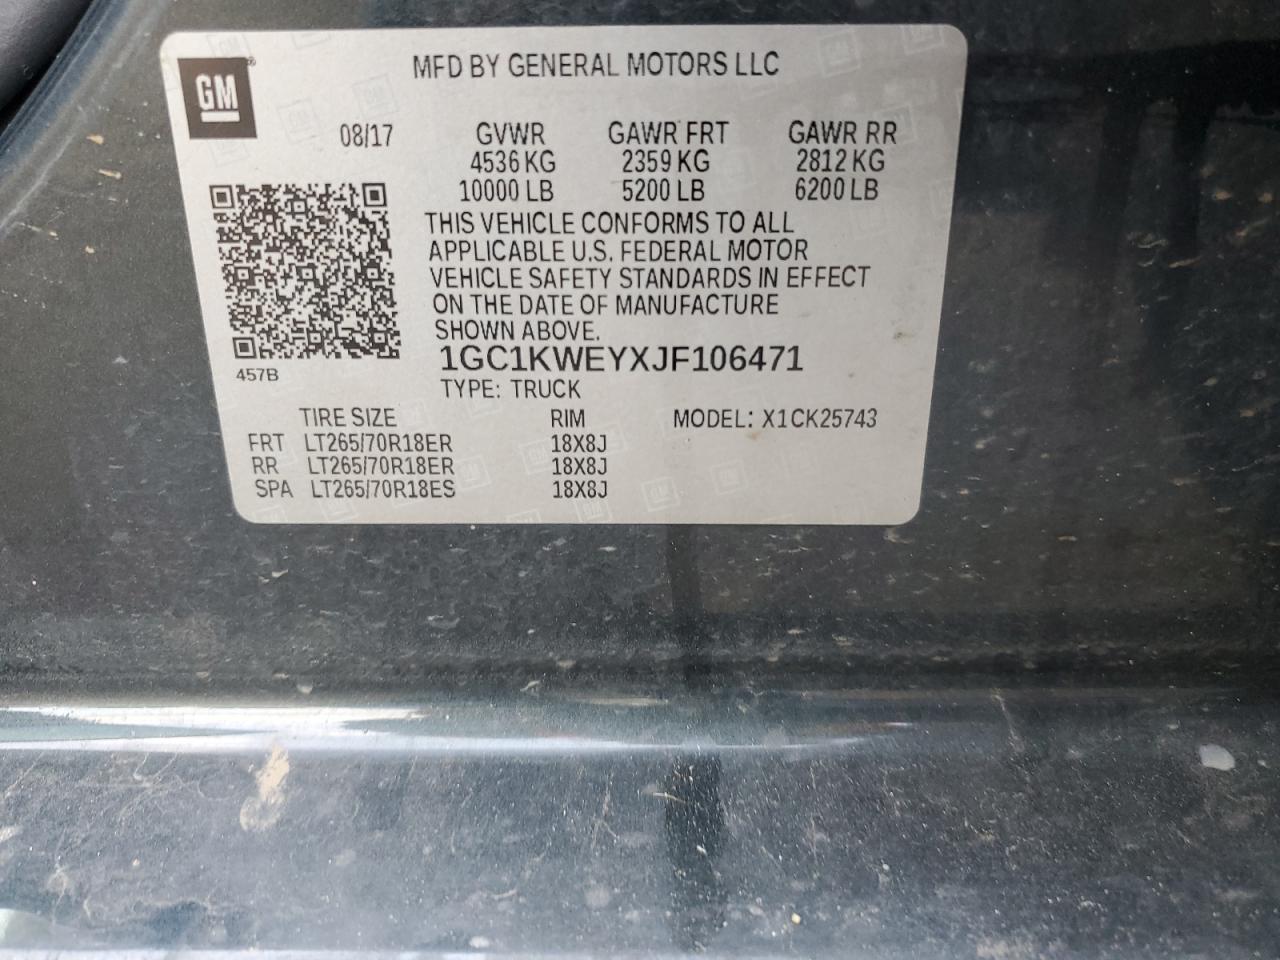 MFD BY GENERAL MOTORS LLC
GM®
08/17 GVWR GAWR FRT GAWR RR
4536 KG 2359 KG 2812 KG
10000 LB 5200 LB 6200 LB
THIS VEHICLE CONFORMS TO ALL
APPLICABLE U.S. FEDERAL MOTOR
VEHICLE SAFETY STANDARDS IN EFFECT
ON THE DATE OF MANUFACTURE
SHOWN ABOVE.
1GC1KWEYXJF106471
457B
TYPE: TRUCK
TIRE SIZE RIM MODEL: X1CK25743
FRT LT265/70R18ER 18X8J
RR LT265/70R18ER 18X8J
SPA LT265/70R18ES 18X8J